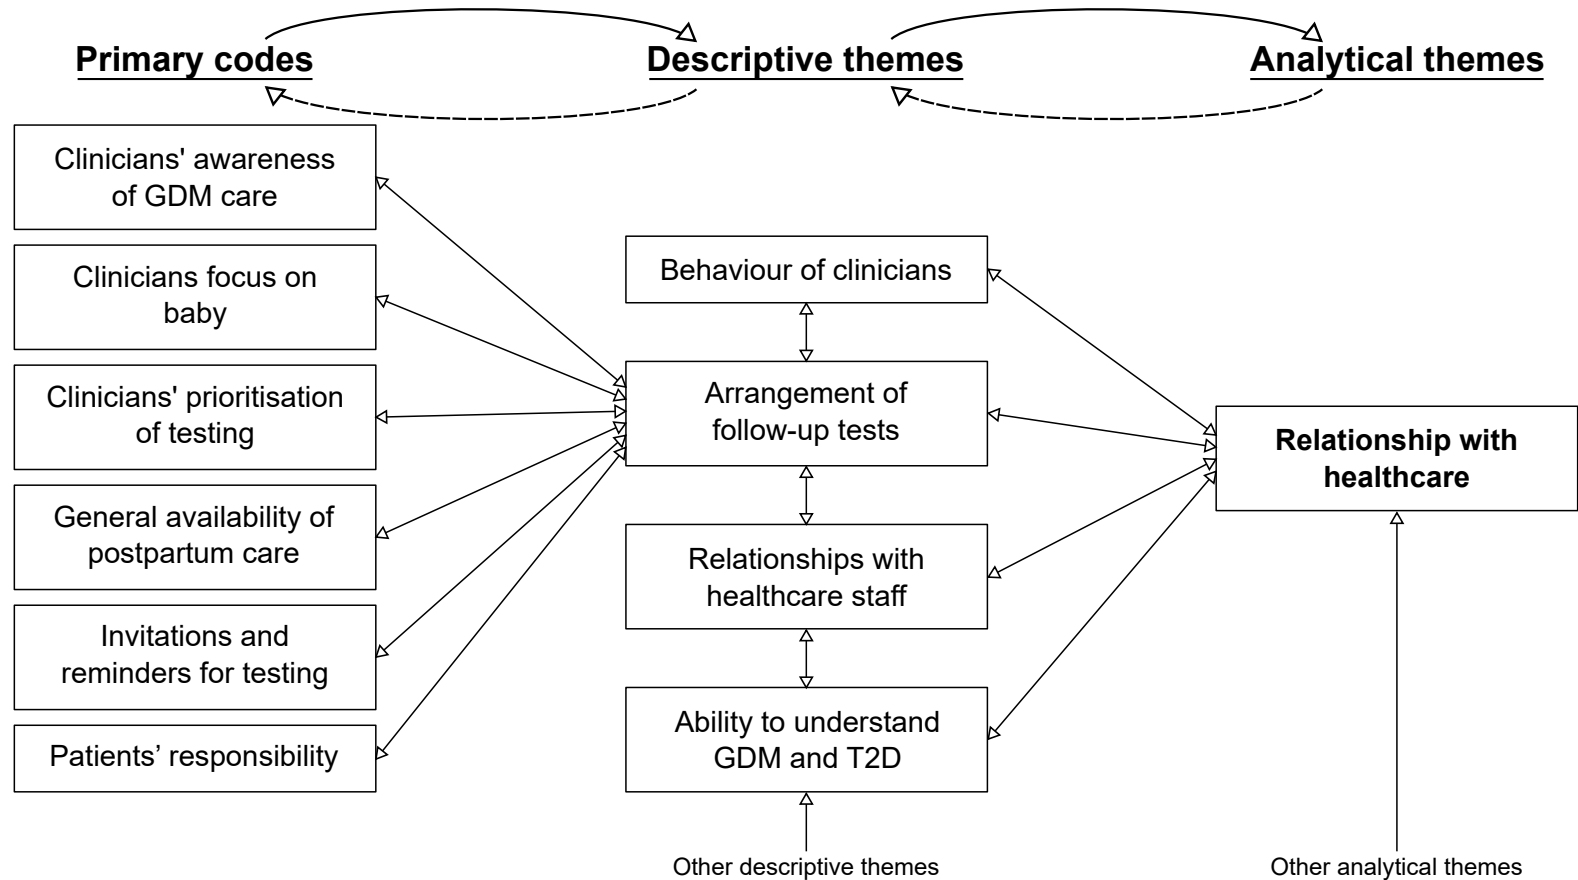 Primary codes
Descriptive themes
Analytical themes
Clinicians' awareness
of GDM care
Clinicians focus on
baby
Clinicians' prioritisation
of testing
General availability of
postpartum care
Invitations and
reminders for testing
Patients’ responsibility
Behaviour of clinicians
Arrangement of
follow-up tests
Relationships with
healthcare staff
Ability to understand
GDM and T2D
Other descriptive themes
Relationship with
healthcare
Other analytical themes